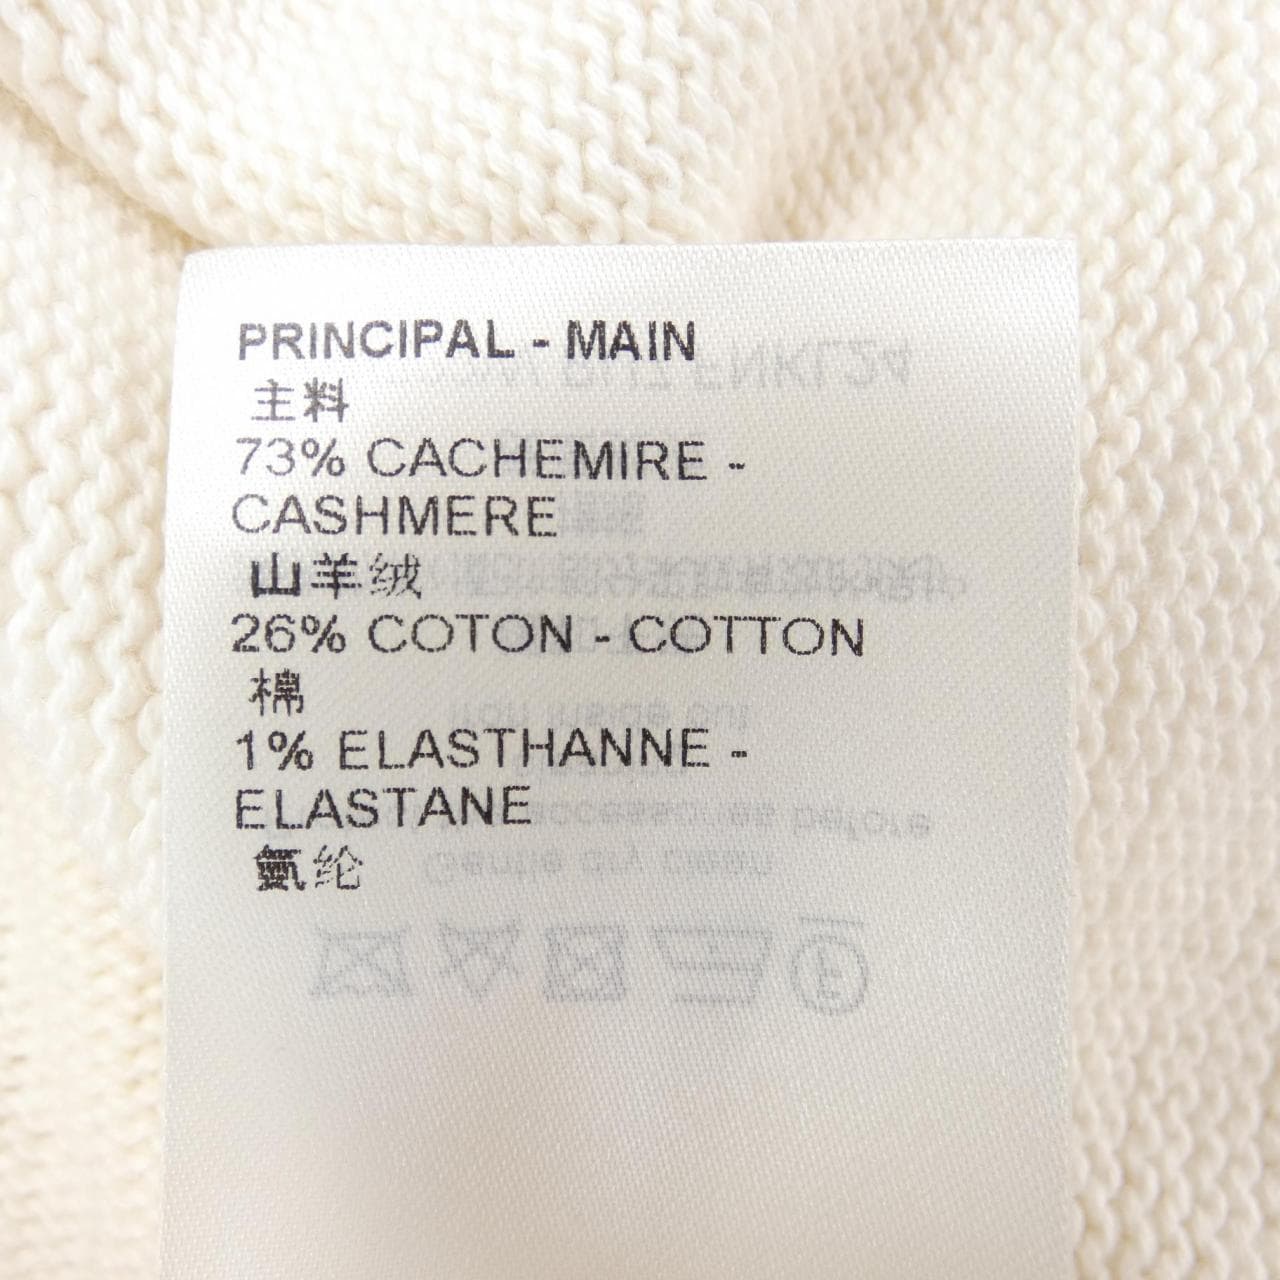 PRINCIPAL - MAIN
主料
73% CACHEMIRE -
CASHMERE
山羊绒
26% COTON - COTTON
棉
1% ELASTHANNE -
ELASTANE
氨纶